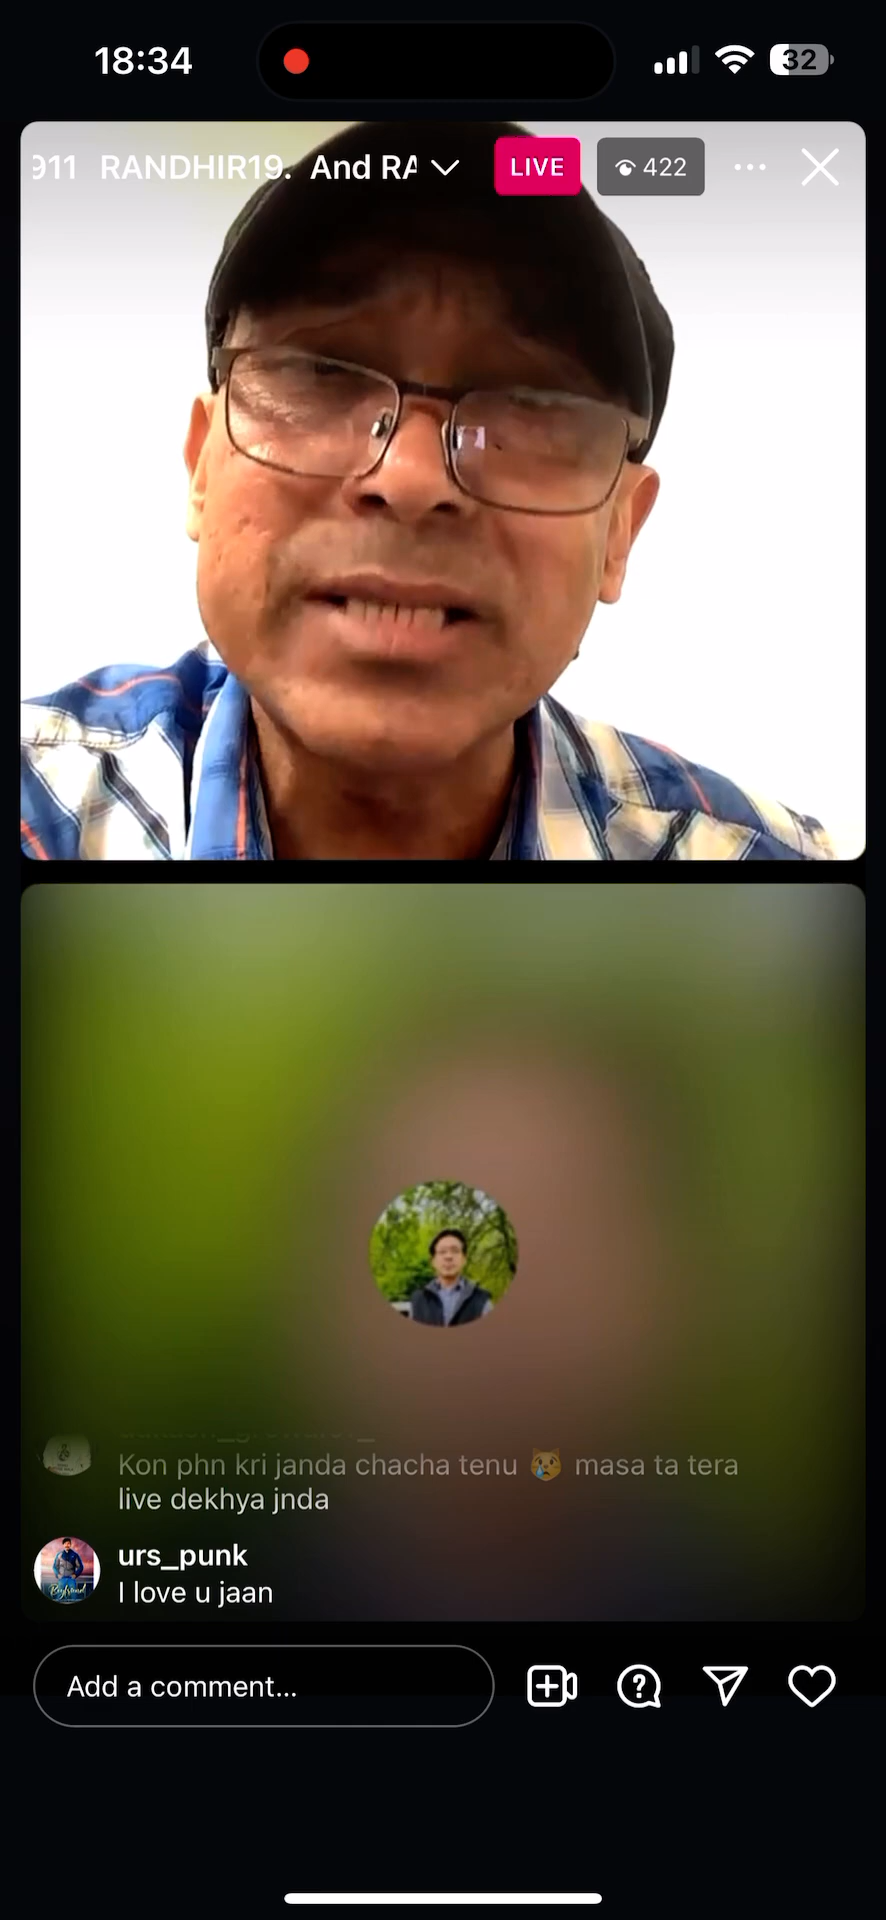 18:34
32
911 RANDHIR19. And RA
LIVE
422
Kon phn kri janda chacha tenu 😿 masa ta tera
live dekhya jnda
urs_punk
I love u jaan
Add a comment...